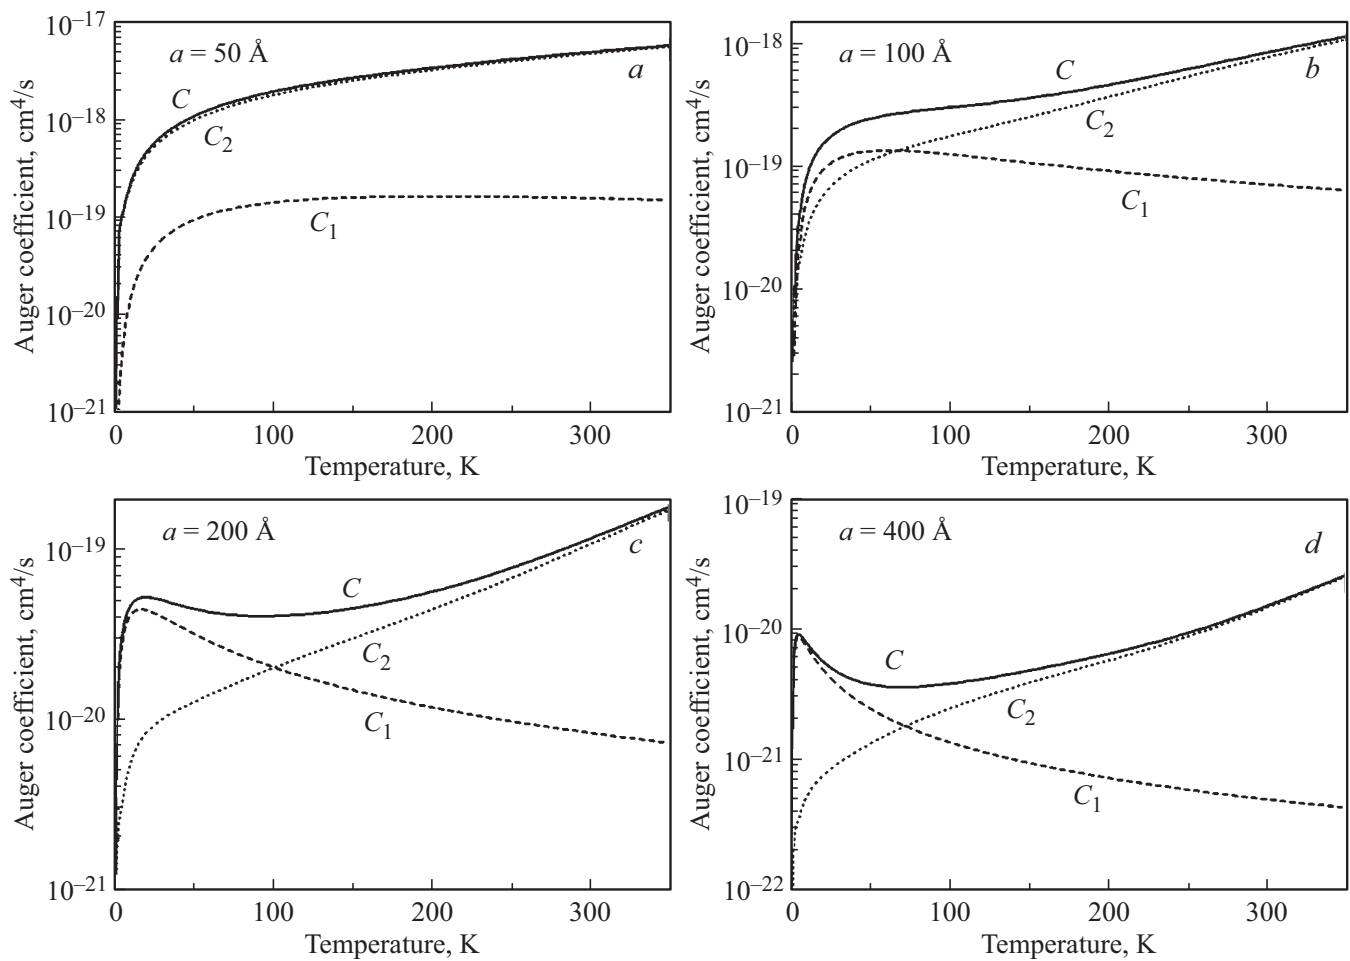 10⁻¹⁷
a = 50 Å
a
C
C₂
C₁
10⁻¹⁸
10⁻¹⁹
10⁻²⁰
10⁻²¹
Auger coefficient, cm⁴/s
0 100 200 300
Temperature, K
10⁻¹⁸
a = 100 Å
b
C
C₂
C₁
10⁻¹⁹
10⁻²⁰
10⁻²¹
Auger coefficient, cm⁴/s
0 100 200 300
Temperature, K
a = 200 Å
c
10⁻¹⁹
C
C₂
C₁
10⁻²⁰
10⁻²¹
Auger coefficient, cm⁴/s
0 100 200 300
Temperature, K
10⁻¹⁹
a = 400 Å
d
10⁻²⁰
C
C₂
C₁
10⁻²¹
10⁻²²
Auger coefficient, cm⁴/s
0 100 200 300
Temperature, K